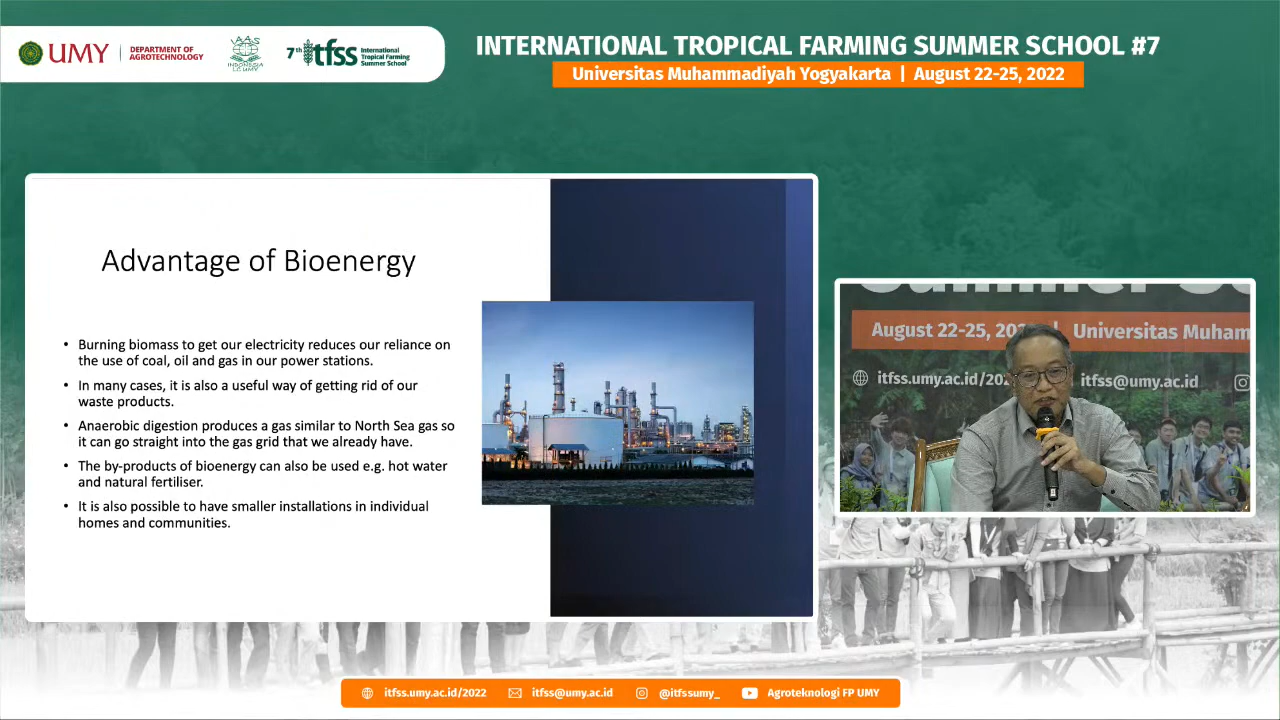 UMY
DEPARTMENT OF
AGROTECHNOLOGY
IAAS
INDONESIA
LC UMY
7th itfss
International
Tropical Farming
Summer School
INTERNATIONAL TROPICAL FARMING SUMMER SCHOOL #7
Universitas Muhammadiyah Yogyakarta | August 22-25, 2022
Advantage of Bioenergy
• Burning biomass to get our electricity reduces our reliance on
the use of coal, oil and gas in our power stations.
• In many cases, it is also a useful way of getting rid of our
waste products.
• Anaerobic digestion produces a gas similar to North Sea gas so
it can go straight into the gas grid that we already have.
• The by-products of bioenergy can also be used e.g. hot water
and natural fertiliser.
• It is also possible to have smaller installations in individual
homes and communities.
August 22-25, 20 | Universitas Muham
itfss.umy.ac.id/20 itfss@umy.ac.id
itfss.umy.ac.id/2022 itfss@umy.ac.id @itfssumy_ Agroteknologi FP UMY